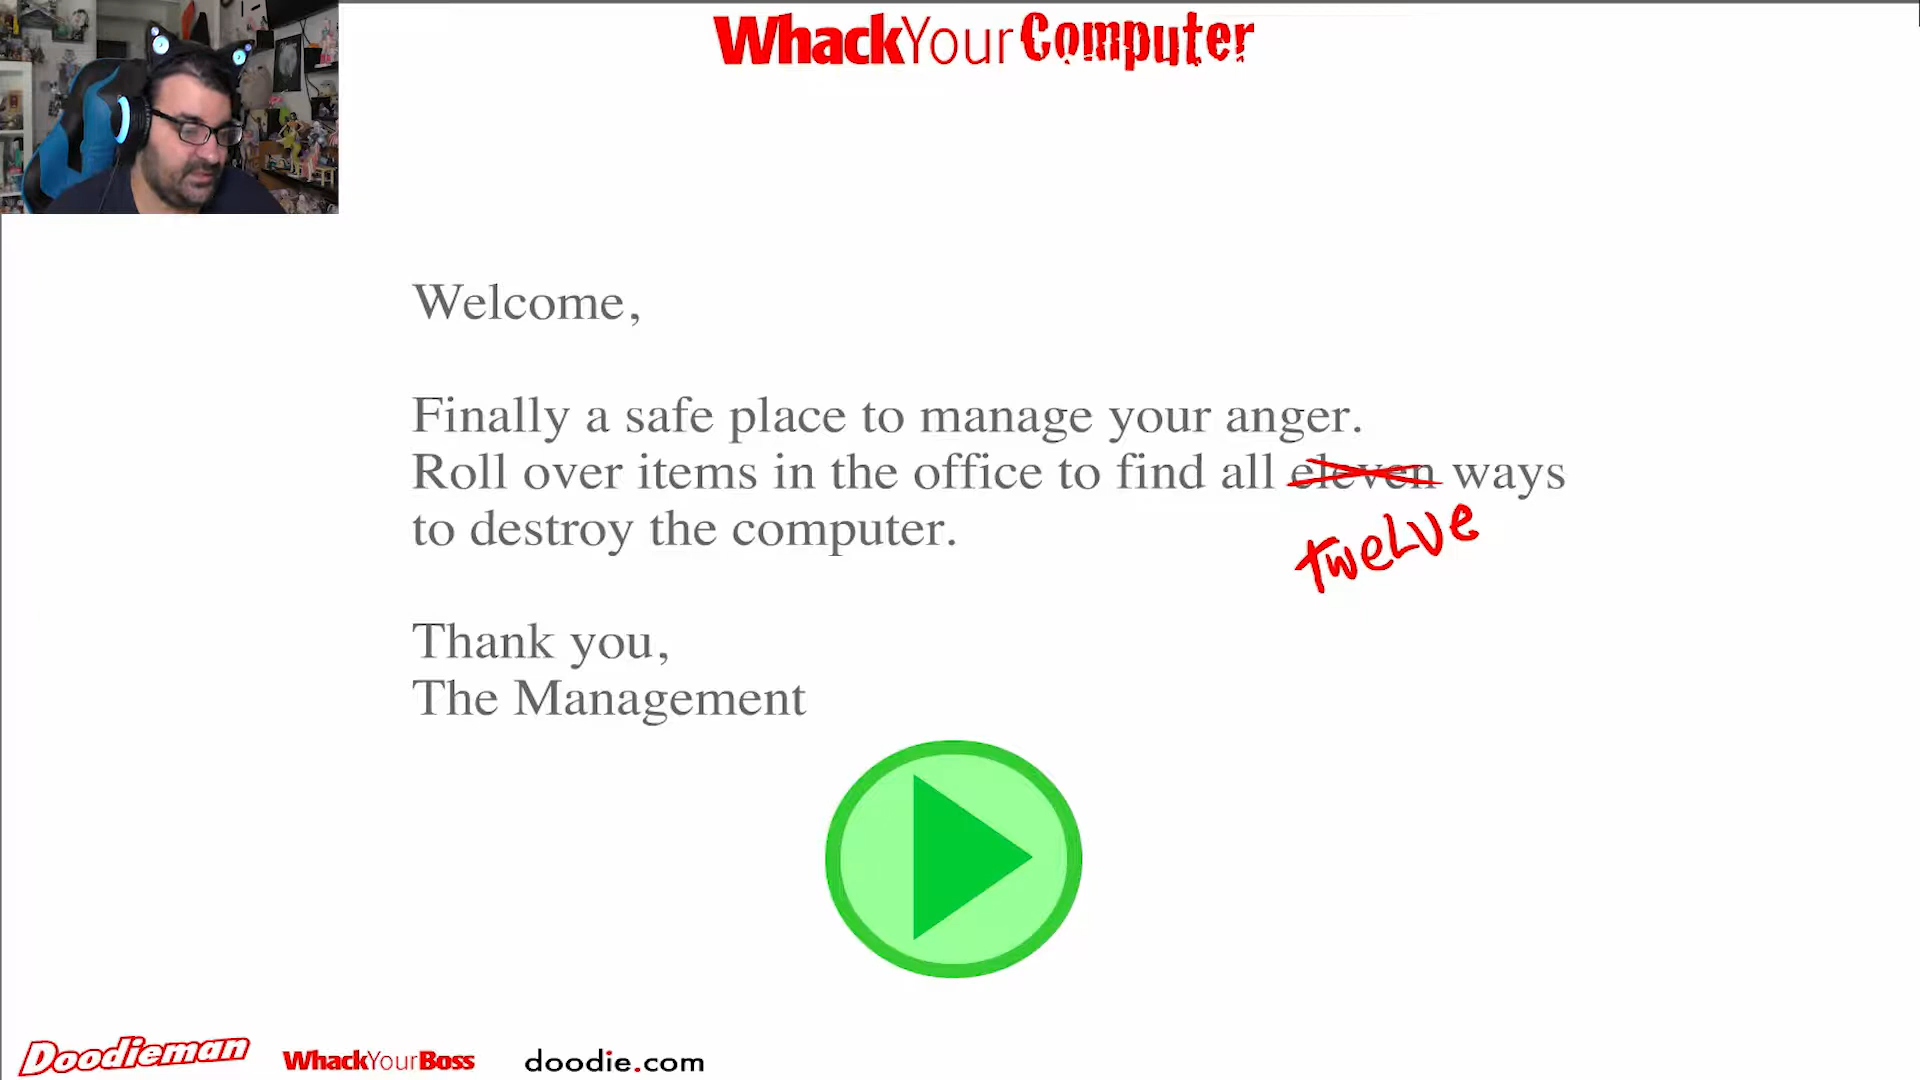 WhackYourComputer
Welcome,
Finally a safe place to manage your anger.
Roll over items in the office to find all eleven ways
twelve
to destroy the computer.
Thank you,
The Management
Doodieman
WhackYourBoss
doodie.com